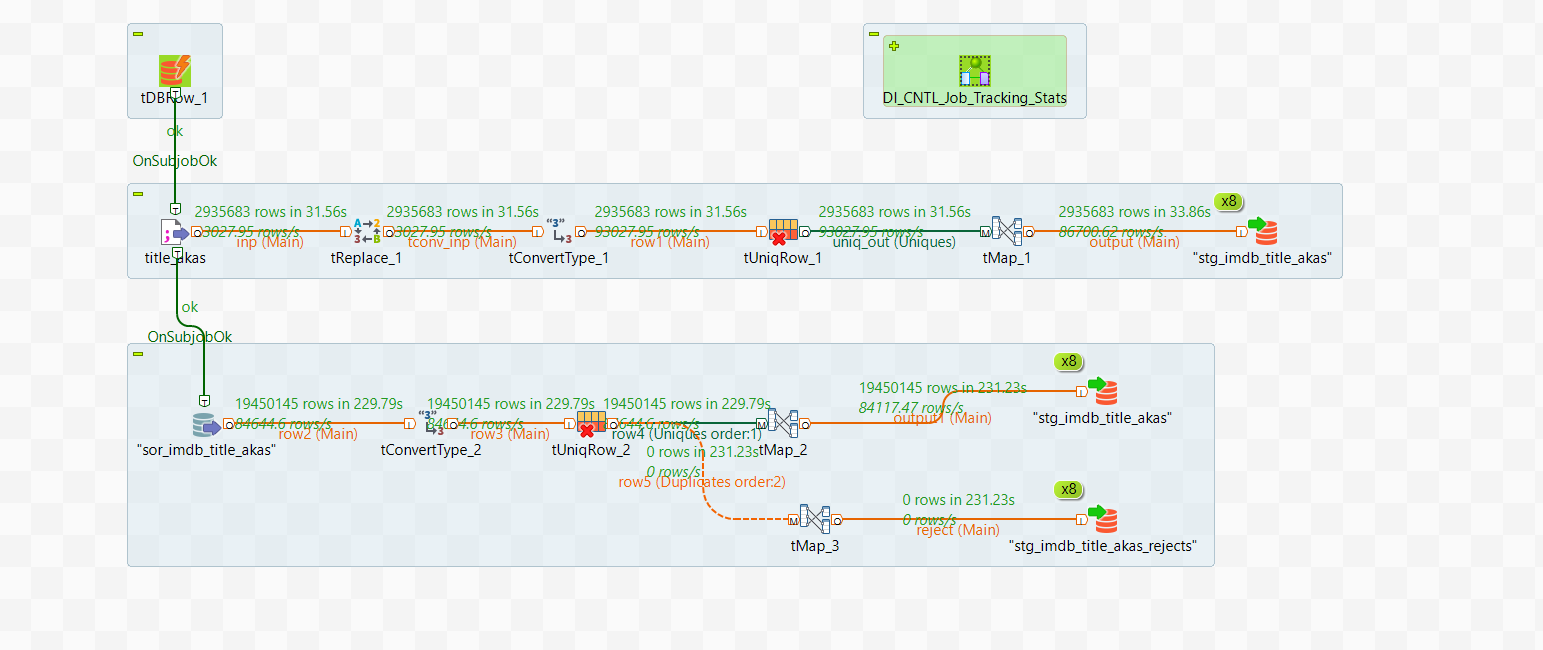 tDBRow_1
DI_CNTL_Job_Tracking_Stats
ok
OnSubjobOk
x8
2935683 rows in 31.56s
2935683 rows in 31.56s
2935683 rows in 31.56s
2935683 rows in 31.56s
2935683 rows in 33.86s
93027.95 rows/s
93027.95 rows/s
93027.95 rows/s
93027.95 rows/s
86700.62 rows/s
inp (Main)
tconv_inp (Main)
row1 (Main)
uniq_out (Uniques)
output (Main)
title_akas
tReplace_1
tConvertType_1
tUniqRow_1
tMap_1
"stg_imdb_title_akas"
ok
OnSubjobOk
x8
19450145 rows in 231.23s
84117.47 rows/s
output1 (Main)
"stg_imdb_title_akas"
19450145 rows in 229.79s
19450145 rows in 229.79s
19450145 rows in 229.79s
84644.6 rows/s
84644.6 rows/s
84644.6 rows/s
row2 (Main)
row3 (Main)
row4 (Uniques order:1)
"sor_imdb_title_akas"
tConvertType_2
tUniqRow_2
tMap_2
0 rows in 231.23s
0 rows/s
row5 (Duplicates order:2)
x8
0 rows in 231.23s
0 rows/s
reject (Main)
tMap_3
"stg_imdb_title_akas_rejects"